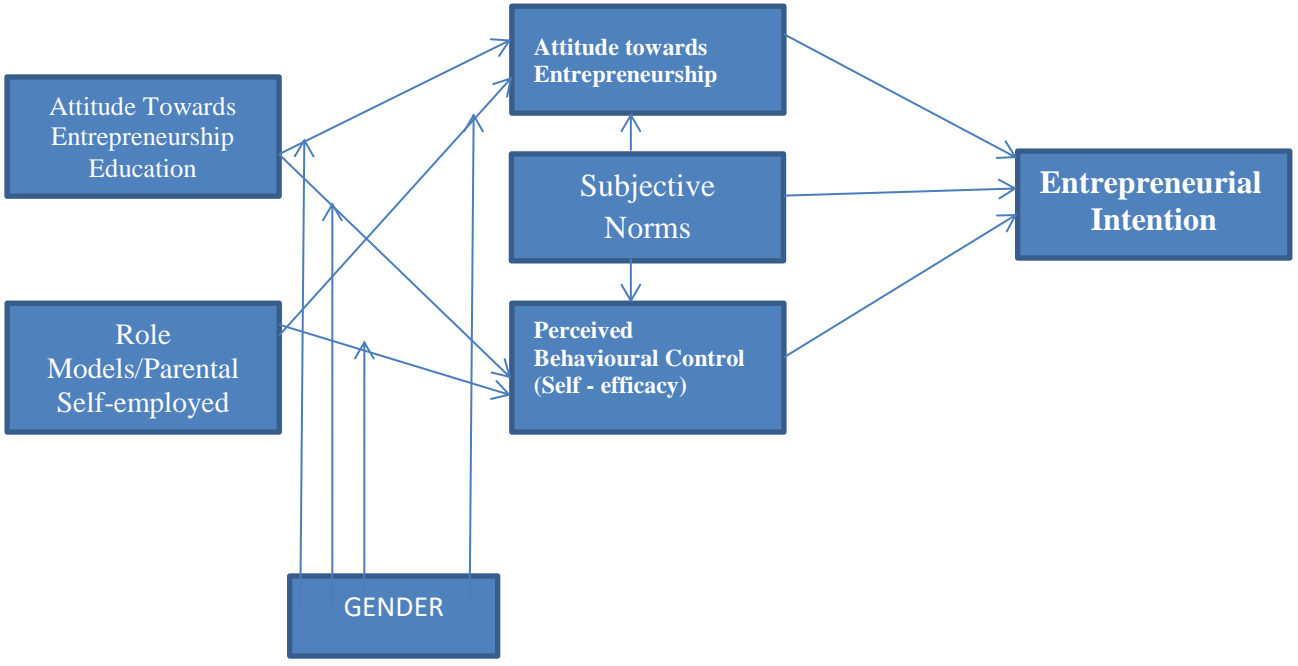 Attitude Towards
Entrepreneurship
Education
Role
Models/Parental
Self-employed
Attitude towards
Entrepreneurship
Subjective
Norms
Perceived
Behavioural Control
(Self - efficacy)
Entrepreneurial
Intention
GENDER